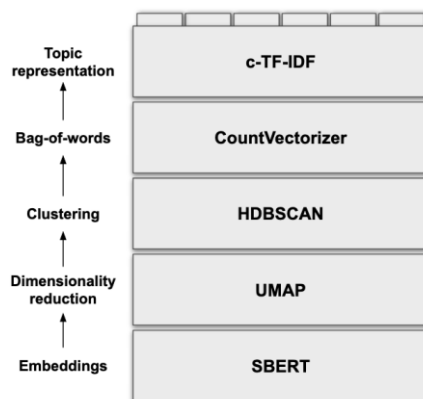 Topic
representation
c-TF-IDF
Bag-of-words
CountVectorizer
Clustering
HDBSCAN
Dimensionality
reduction
UMAP
Embeddings
SBERT